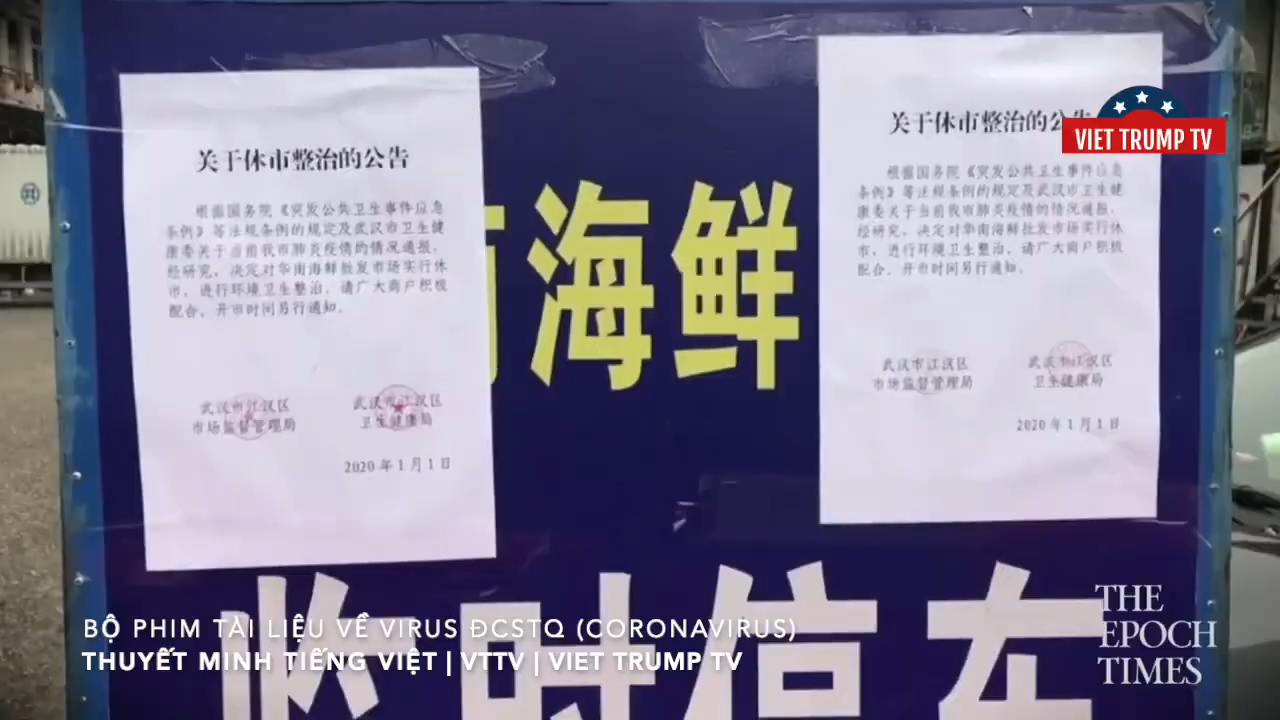 关于休市整治的公告
根据国务院《突发公共卫生事件应急
条例》等法规条例的规定及武汉市卫生健
康委关于当前我市肺炎疫情的情况通报,
经研究，决定对华南海鲜批发市场实行休
市，进行环境卫生整治，请广大商户积极
配合，开市时间另行通知。
武汉市江汉区
市场监督管理局
武汉市江汉区
卫生健康局
2020年1月1日
海鲜
关于休市整治的公告
根据国务院《突发公共卫生事件应急
条例》等法规条例的规定及武汉市卫生健
康委关于当前我市肺炎疫情的情况通报,
经研究，决定对华南海鲜批发市场实行休
市，进行环境卫生整治，请广大商户积极
配合，开市时间另行通知。
武汉市江汉区
市场监督管理局
武汉市江汉区
卫生健康局
2020年1月1日
VIET TRUMP TV
临时停车
BỘ PHIM TÀI LIỆU VỀ VIRUS ĐCSTQ (CORONAVIRUS)
THUYẾT MINH TIẾNG VIỆT | VTTV | VIET TRUMP TV
THE
EPOCH
TIMES